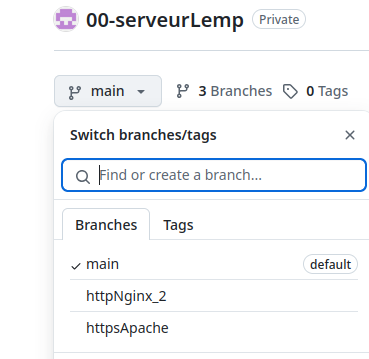 00-serveurLemp Private
main 3 Branches 0 Tags
Switch branches/tags
Find or create a branch...
Branches Tags
main default
httpNginx_2
httpsApache